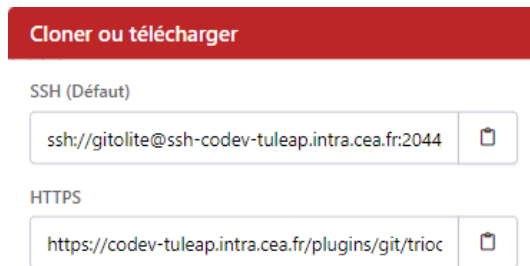 Cloner ou télécharger
SSH (Défaut)
ssh://gitolite@ssh-codev-tuleap.intra.cea.fr:2044
HTTPS
https://codev-tuleap.intra.cea.fr/plugins/git/trioc